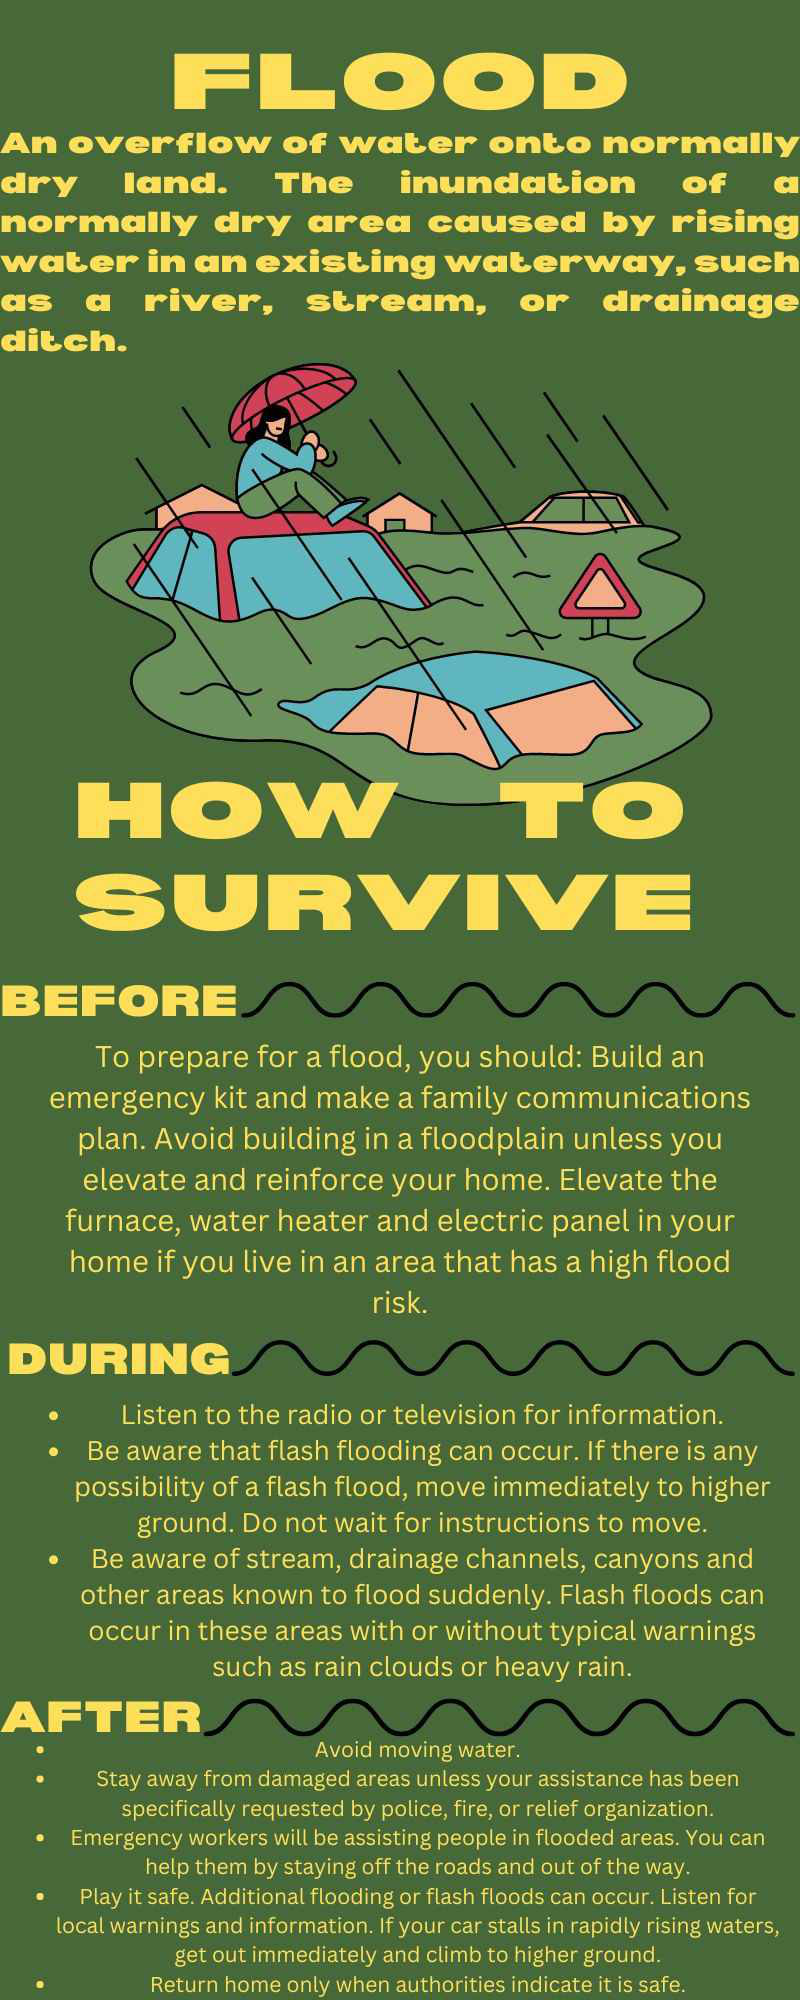 FLOOD
An overflow of water onto normally
dry land. The inundation of a
normally dry area caused by rising
water in an existing waterway, such
as a river, stream, or drainage
ditch.
HOW TO
SURVIVE
BEFORE
To prepare for a flood, you should: Build an
emergency kit and make a family communications
plan. Avoid building in a floodplain unless you
elevate and reinforce your home. Elevate the
furnace, water heater and electric panel in your
home if you live in an area that has a high flood
risk.
DURING
• Listen to the radio or television for information.
• Be aware that flash flooding can occur. If there is any
possibility of a flash flood, move immediately to higher
ground. Do not wait for instructions to move.
• Be aware of stream, drainage channels, canyons and
other areas known to flood suddenly. Flash floods can
occur in these areas with or without typical warnings
such as rain clouds or heavy rain.
AFTER
• Avoid moving water.
• Stay away from damaged areas unless your assistance has been
specifically requested by police, fire, or relief organization.
• Emergency workers will be assisting people in flooded areas. You can
help them by staying off the roads and out of the way.
• Play it safe. Additional flooding or flash floods can occur. Listen for
local warnings and information. If your car stalls in rapidly rising waters,
get out immediately and climb to higher ground.
• Return home only when authorities indicate it is safe.